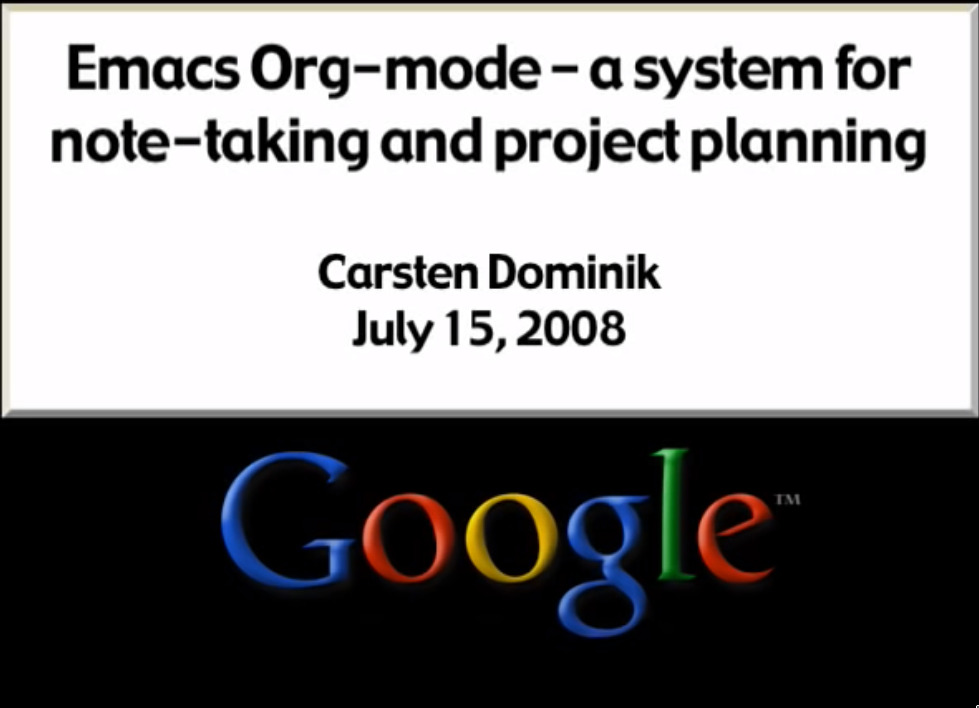 Emacs Org-mode - a system for
note-taking and project planning
Carsten Dominik
July 15, 2008
Google™